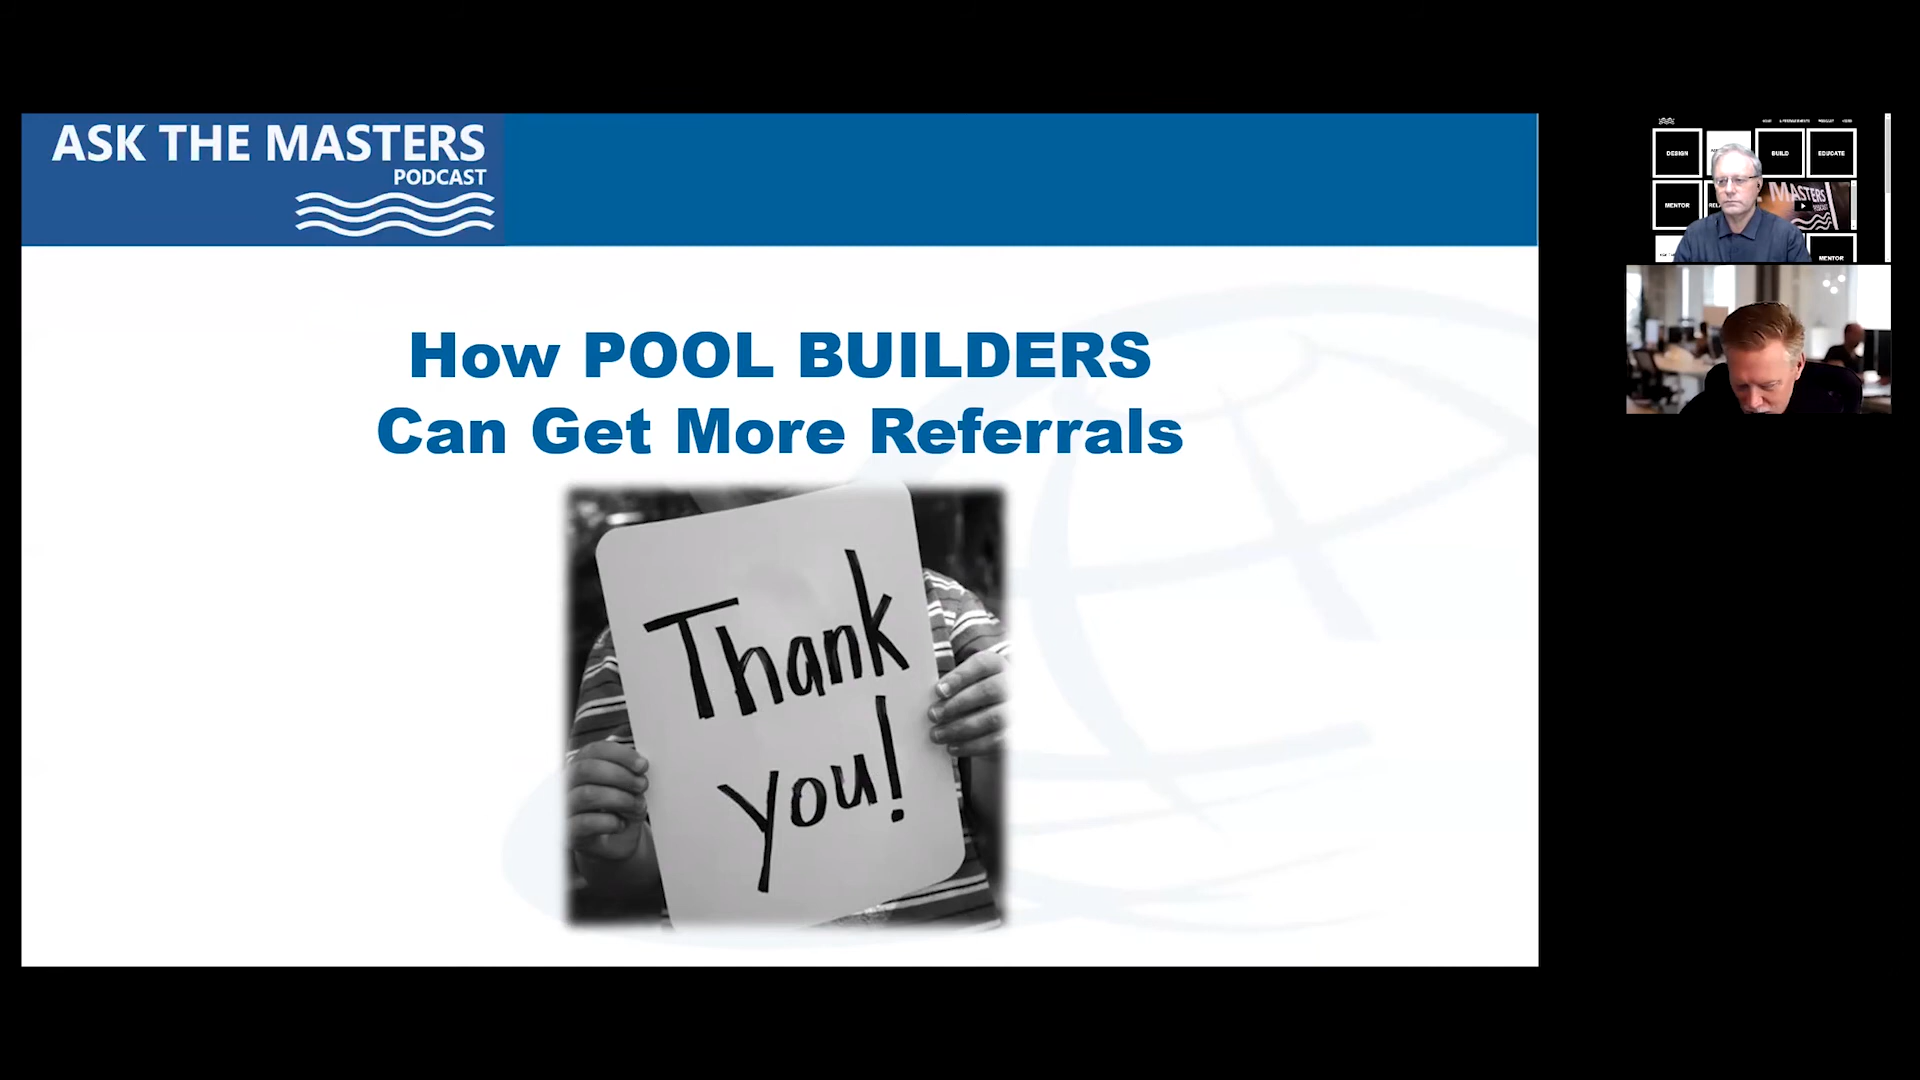 ASK THE MASTERS
PODCAST
How POOL BUILDERS
Can Get More Referrals
Thank
you!
DESIGN
BUILD
EDUCATE
MENTOR
MASTERS
MENTOR